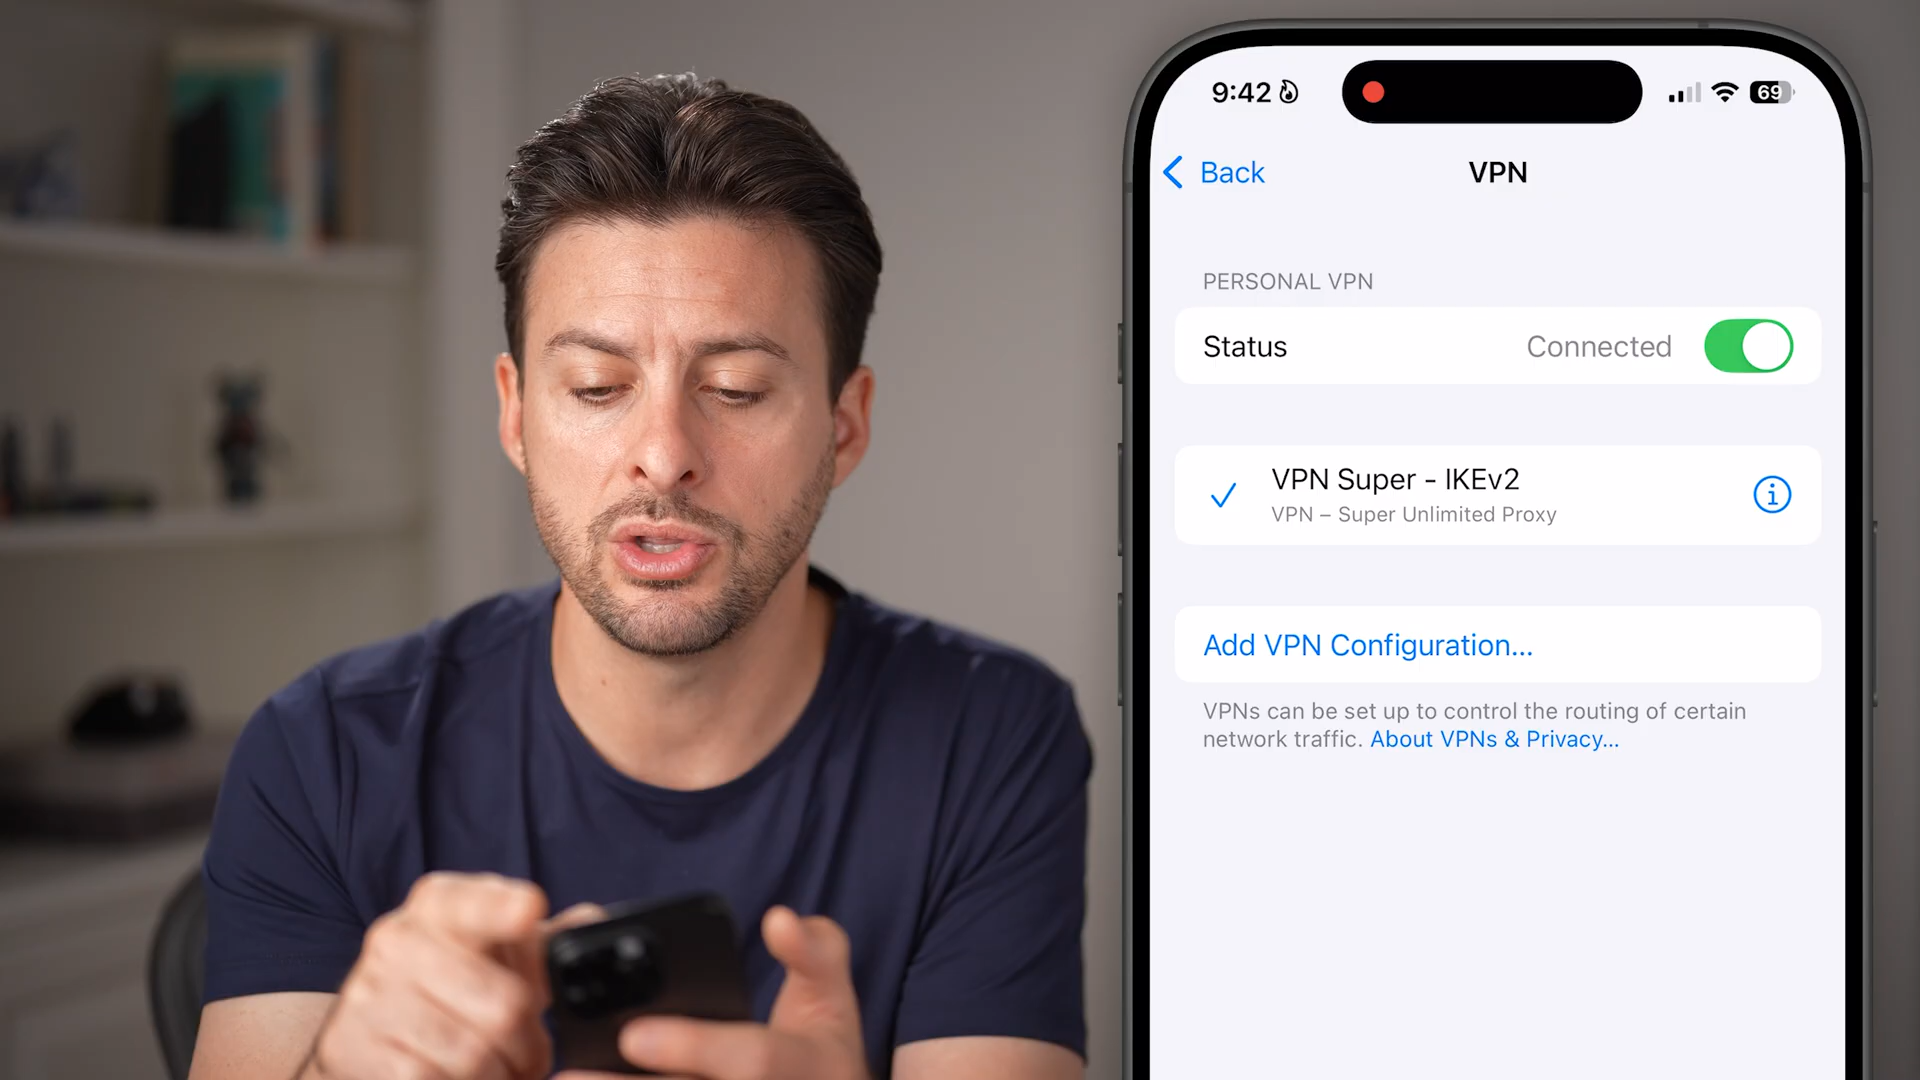 9:42
69
Back
VPN
PERSONAL VPN
Status
Connected
VPN Super - IKEv2
VPN – Super Unlimited Proxy
Add VPN Configuration...
VPNs can be set up to control the routing of certain
network traffic. About VPNs & Privacy...